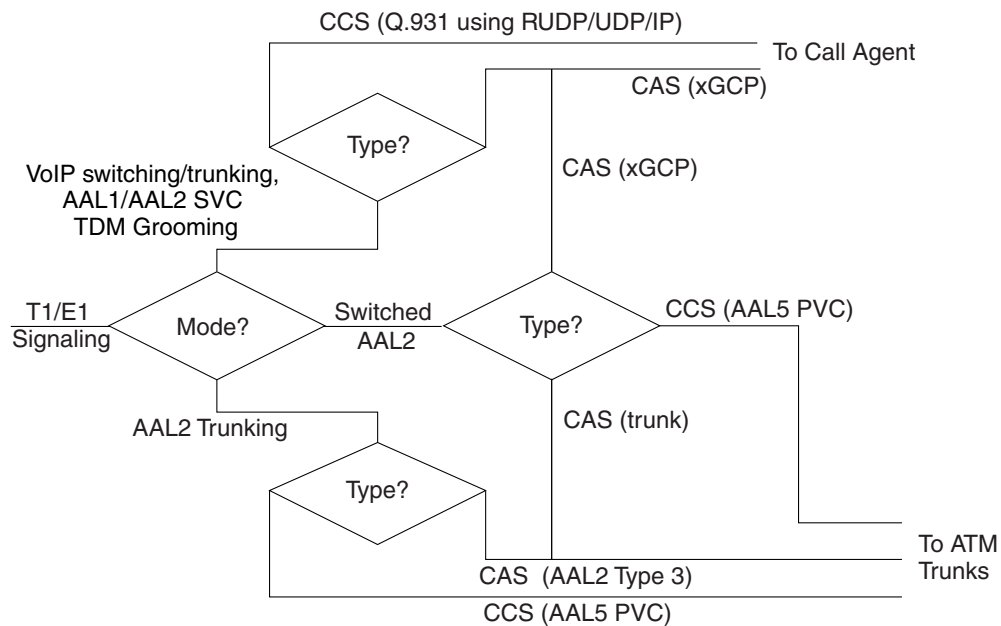 CCS (Q.931 using RUDP/UDP/IP)
To Call Agent
CAS (xGCP)
Type?
CAS (xGCP)
VoIP switching/trunking,
AAL1/AAL2 SVC
TDM Grooming
T1/E1
Signaling
Mode?
Switched
AAL2
Type?
CCS (AAL5 PVC)
AAL2 Trunking
CAS (trunk)
Type?
To ATM
Trunks
CAS (AAL2 Type 3)
CCS (AAL5 PVC)